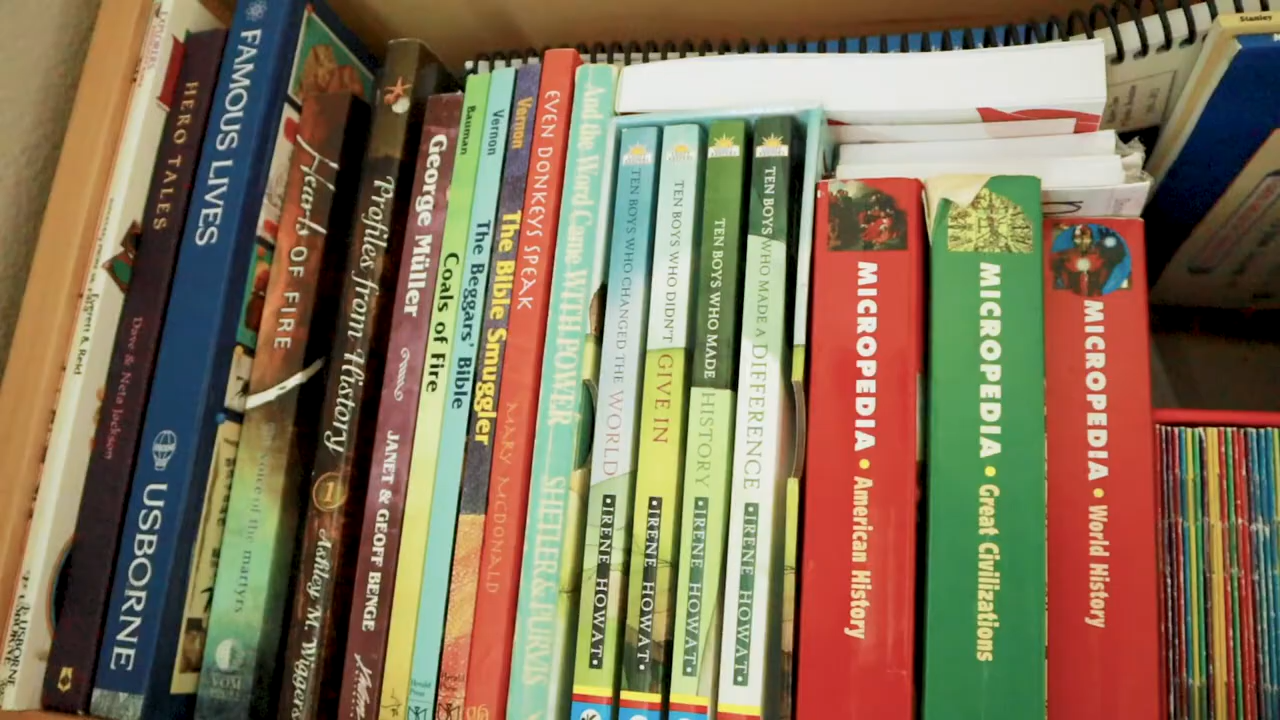 HERO TALES
Dave & Neta Jackson
FAMOUS LIVES
USBORNE
Hearts OF FIRE
voice of the martyrs
Profiles from History
1
Ashley M. Wiggers
George Müller
JANET & GEOFF BENGE
Bauman
Coals of Fire
Herald Press
Vernon
The Beggars' Bible
Vernon
The Bible Smuggler
EVEN DONKEYS SPEAK
MARY MCDONALD
And the Word Came WITH POWER
SHETLER & PURVIS
TEN BOYS WHO CHANGED THE WORLD
•IRENE HOWAT•
TEN BOYS WHO DIDN'T GIVE IN
•IRENE HOWAT•
TEN BOYS WHO MADE HISTORY
•IRENE HOWAT•
TEN BOYS WHO MADE A DIFFERENCE
•IRENE HOWAT•
MICROPEDIA • American History
MICROPEDIA • Great Civilizations
MICROPEDIA • World History
Stanley